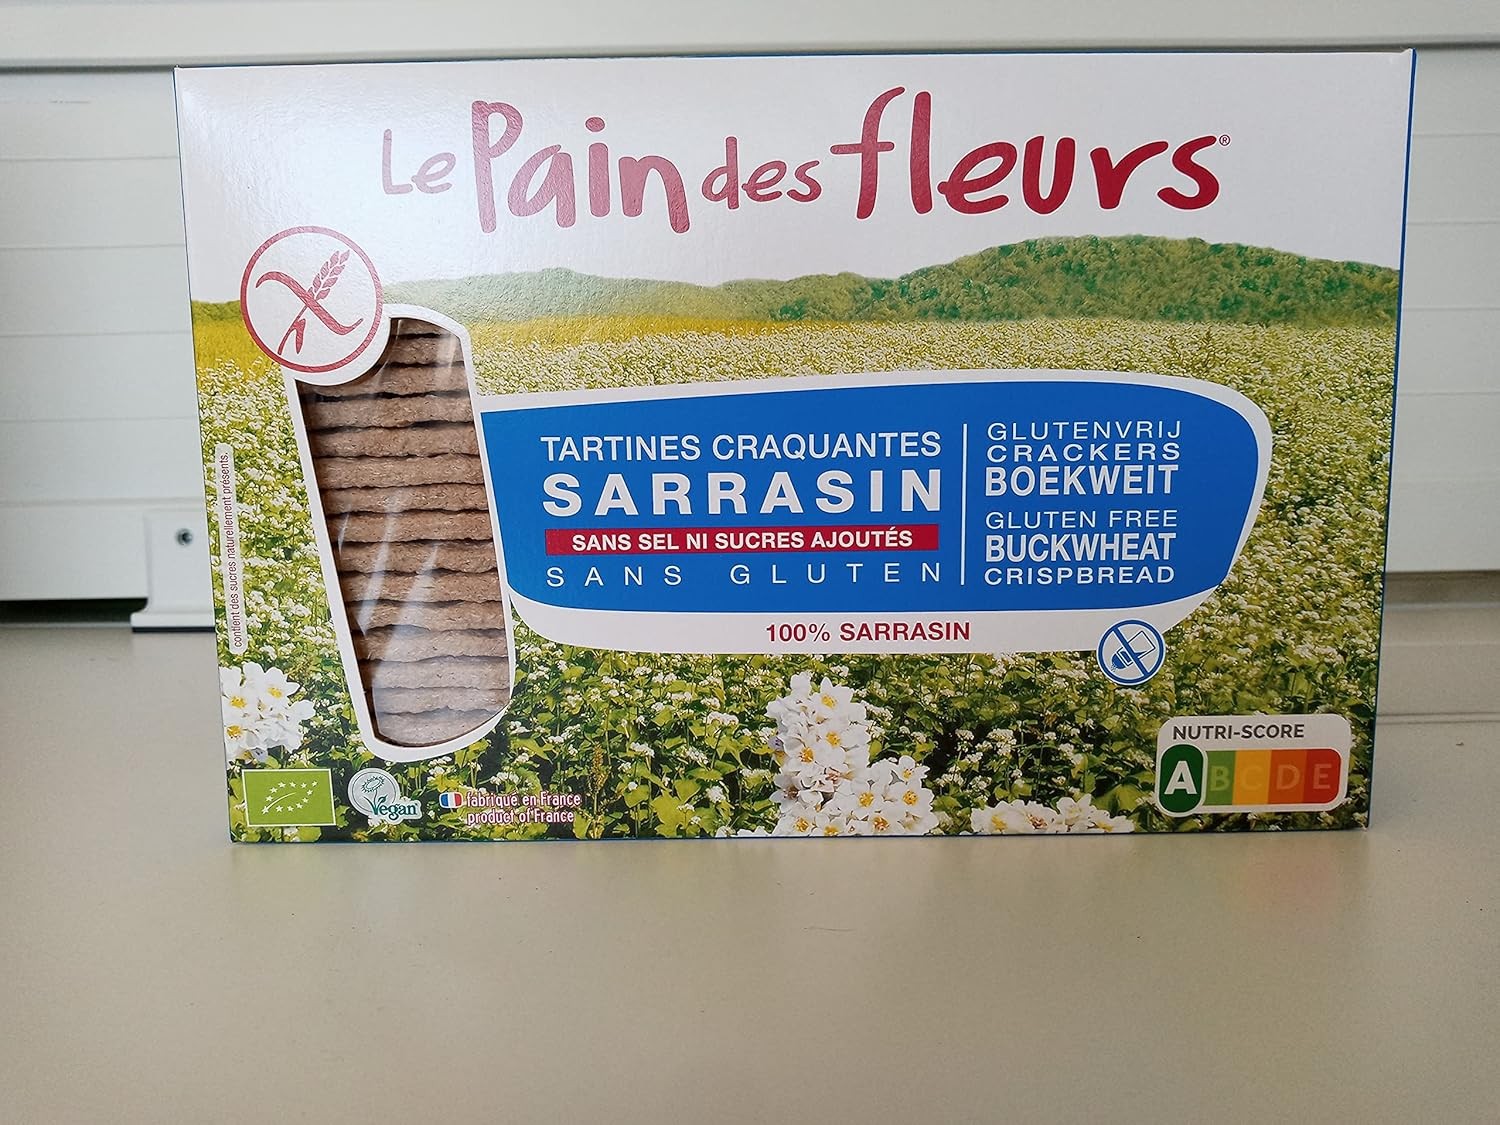 Le Pain des fleurs®
TARTINES CRAQUANTES
SARRASIN
SANS SEL NI SUCRES AJOUTÉS
SANS GLUTEN
GLUTENVRIJ
CRACKERS
BOEKWEIT
GLUTEN FREE
BUCKWHEAT
CRISPBREAD
100% SARRASIN
contient des sucres naturellement présents.
Vegan
fabriqué en France
product of France
NUTRI-SCORE
A B C D E